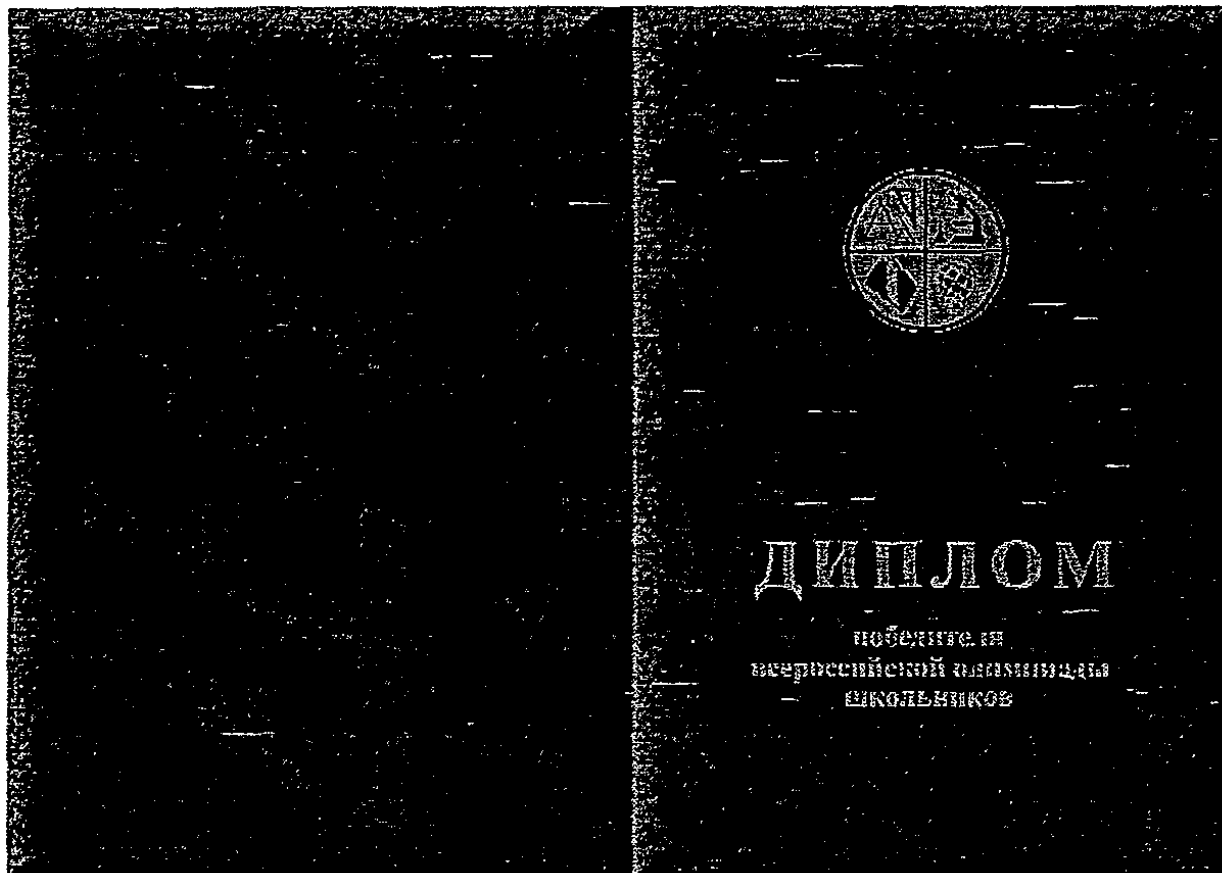 ДИПЛОМ
победителя
всероссийской олимпиады
школьников